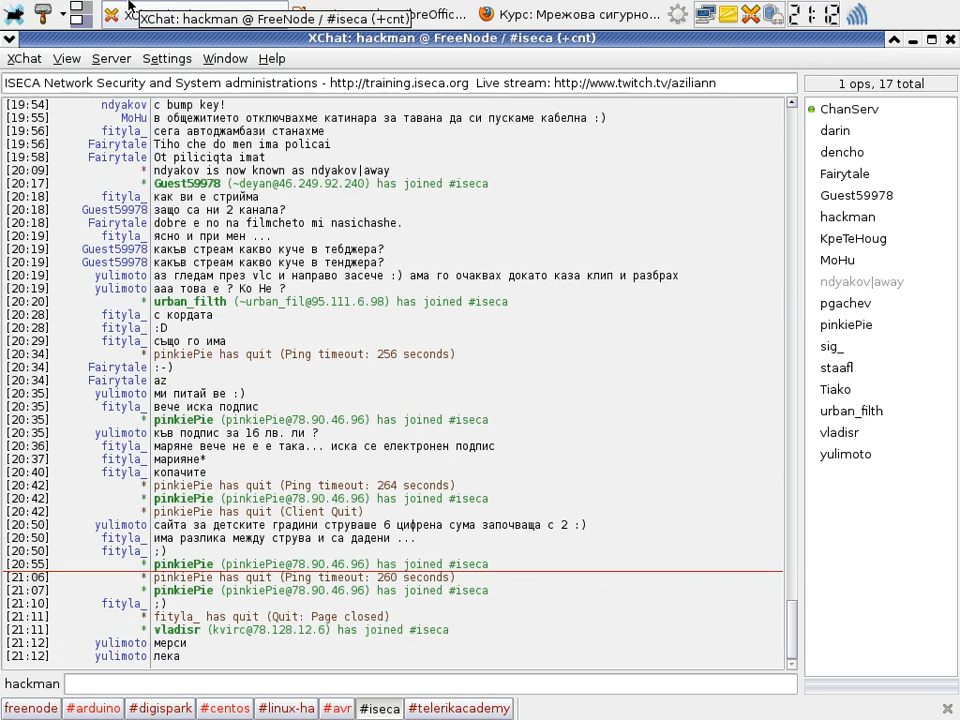 XChat: hackman @ FreeNode / #iseca (+cnt)
Курс: Мрежова сигурно...
21:12
XChat: hackman @ FreeNode / #iseca (+cnt)
XChat View Server Settings Window Help
ISECA Network Security and System administrations - http://training.iseca.org Live stream: http://www.twitch.tv/aziliann
1 ops, 17 total
[19:54] ndyakov с bump key!
[19:55] MoHu в общежитието отключвахме катинара за тавана да си пускаме кабелна :)
[19:56] fityla_ сега автоджамбази станахме
[19:56] Fairytale Tiho che do men ima policai
[19:58] Fairytale Ot piliciqta imat
[20:09] * ndyakov is now known as ndyakov|away
[20:17] * Guest59978 (~deyan@46.249.92.240) has joined #iseca
[20:18] fityla_ как ви е стрийма
[20:18] Guest59978 защо са ни 2 канала?
[20:18] Fairytale dobre e no na filmcheto mi nasichashe.
[20:19] fityla_ ясно и при мен ...
[20:19] Guest59978 какъв стреам какво куче в тебджера?
[20:19] Guest59978 какъв стреам какво куче в тенджера?
[20:19] yulimoto аз гледам през vlc и направо засече :) ама го очаквах докато каза клип и разбрах
[20:19] yulimoto ааа това е ? Ко Не ?
[20:20] * urban_filth (~urban_fil@95.111.6.98) has joined #iseca
[20:28] fityla_ с кордата
[20:28] fityla_ :D
[20:29] fityla_ също го има
[20:34] * pinkiePie has quit (Ping timeout: 256 seconds)
[20:34] Fairytale :-)
[20:34] Fairytale az
[20:35] yulimoto ми питай ве :)
[20:35] fityla_ вече иска подпис
[20:35] * pinkiePie (pinkiePie@78.90.46.96) has joined #iseca
[20:35] yulimoto къв подпис за 16 лв. ли ?
[20:36] fityla_ маряне вече не е е така... иска се електронен подпис
[20:37] fityla_ марияне*
[20:40] fityla_ копачите
[20:42] * pinkiePie has quit (Ping timeout: 264 seconds)
[20:42] * pinkiePie (pinkiePie@78.90.46.96) has joined #iseca
[20:42] * pinkiePie has quit (Client Quit)
[20:50] yulimoto сайта за детските градини струваше 6 цифрена сума започваща с 2 :)
[20:50] fityla_ има разлика между струва и са дадени ...
[20:50] fityla_ ;)
[20:55] * pinkiePie (pinkiePie@78.90.46.96) has joined #iseca
[21:06] * pinkiePie has quit (Ping timeout: 260 seconds)
[21:07] * pinkiePie (pinkiePie@78.90.46.96) has joined #iseca
[21:10] fityla_ ;)
[21:11] * fityla_ has quit (Quit: Page closed)
[21:11] * vladisr (kvirc@78.128.12.6) has joined #iseca
[21:12] yulimoto мерси
[21:12] yulimoto лека
ChanServ
darin
dencho
Fairytale
Guest59978
hackman
KpeTeHoug
MoHu
ndyakov|away
pgachev
pinkiePie
sig_
staafl
Tiako
urban_filth
vladisr
yulimoto
hackman
freenode #arduino #digispark #centos #linux-ha #avr #iseca #telerikacademy